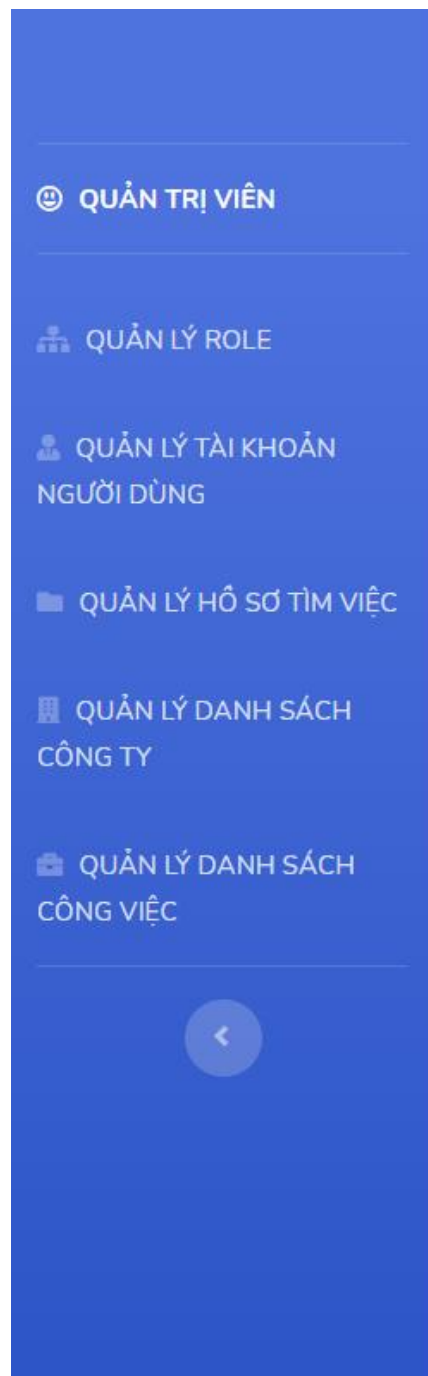 QUẢN TRỊ VIÊN
QUẢN LÝ ROLE
QUẢN LÝ TÀI KHOẢN
NGƯỜI DÙNG
QUẢN LÝ HỒ SƠ TÌM VIỆC
QUẢN LÝ DANH SÁCH
CÔNG TY
QUẢN LÝ DANH SÁCH
CÔNG VIỆC